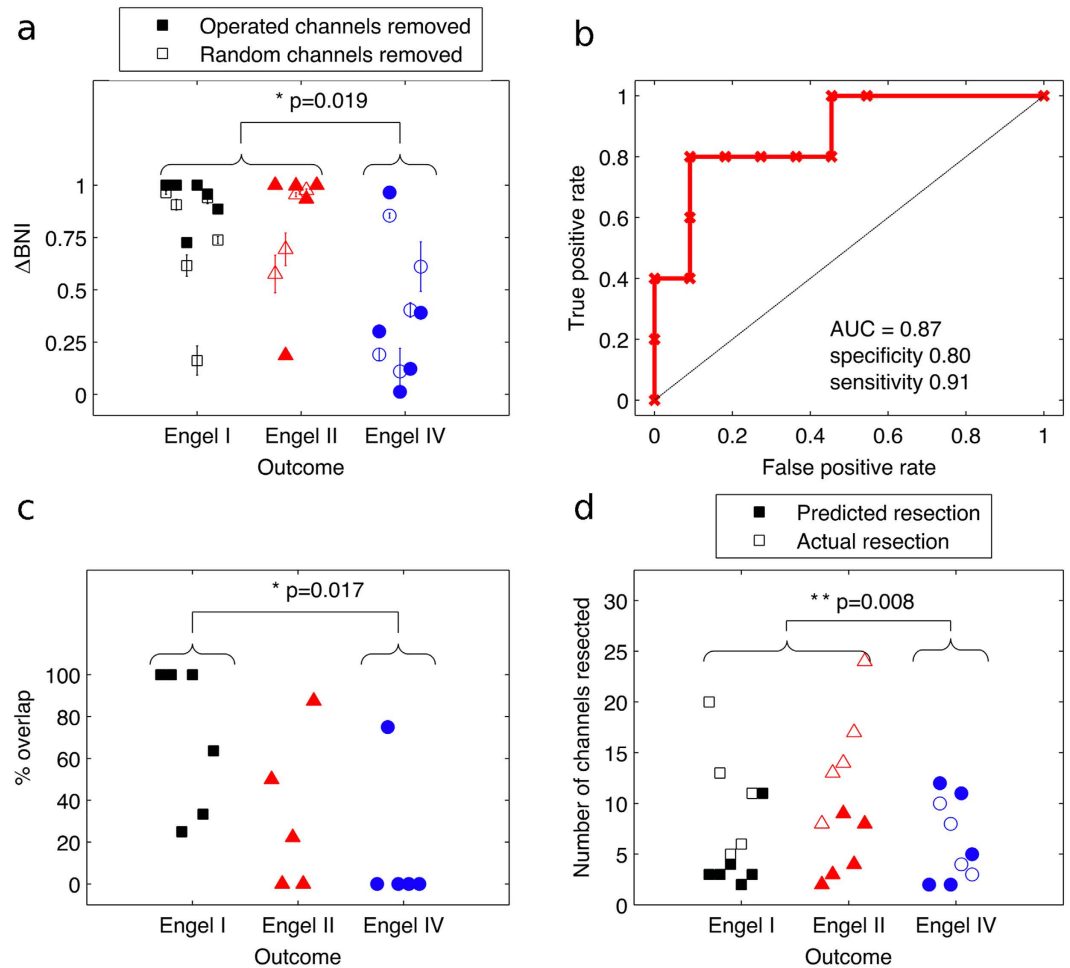 a
Operated channels removed
Random channels removed
* p=0.019
1
0.75
0.5
0.25
0
ΔBNI
Engel I Engel II Engel IV
Outcome
b
1
0.8
0.6
0.4
0.2
0
True positive rate
AUC = 0.87
specificity 0.80
sensitivity 0.91
0 0.2 0.4 0.6 0.8 1
False positive rate
c
* p=0.017
100
80
60
40
20
0
% overlap
Engel I Engel II Engel IV
Outcome
d
Predicted resection
Actual resection
** p=0.008
30
25
20
15
10
5
0
Number of channels resected
Engel I Engel II Engel IV
Outcome